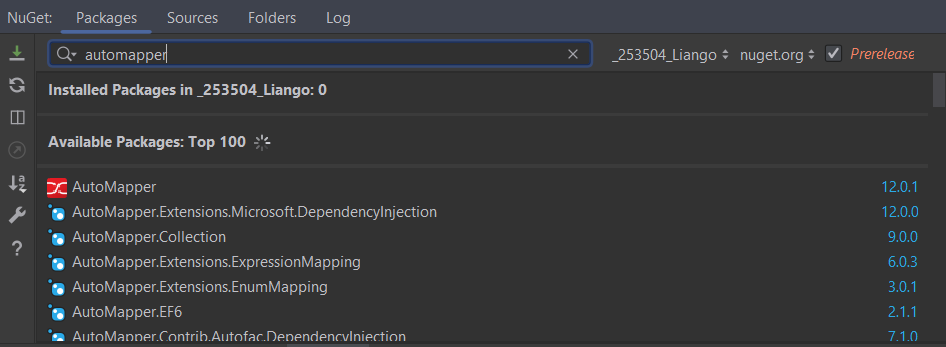 NuGet: Packages Sources Folders Log
automapper _253504_Liango nuget.org Prerelease
Installed Packages in _253504_Liango: 0
Available Packages: Top 100
AutoMapper 12.0.1
AutoMapper.Extensions.Microsoft.DependencyInjection 12.0.0
AutoMapper.Collection 9.0.0
AutoMapper.Extensions.ExpressionMapping 6.0.3
AutoMapper.Extensions.EnumMapping 3.0.1
AutoMapper.EF6 2.1.1
AutoMapper.Contrib.Autofac.DependencyInjection 7.1.0